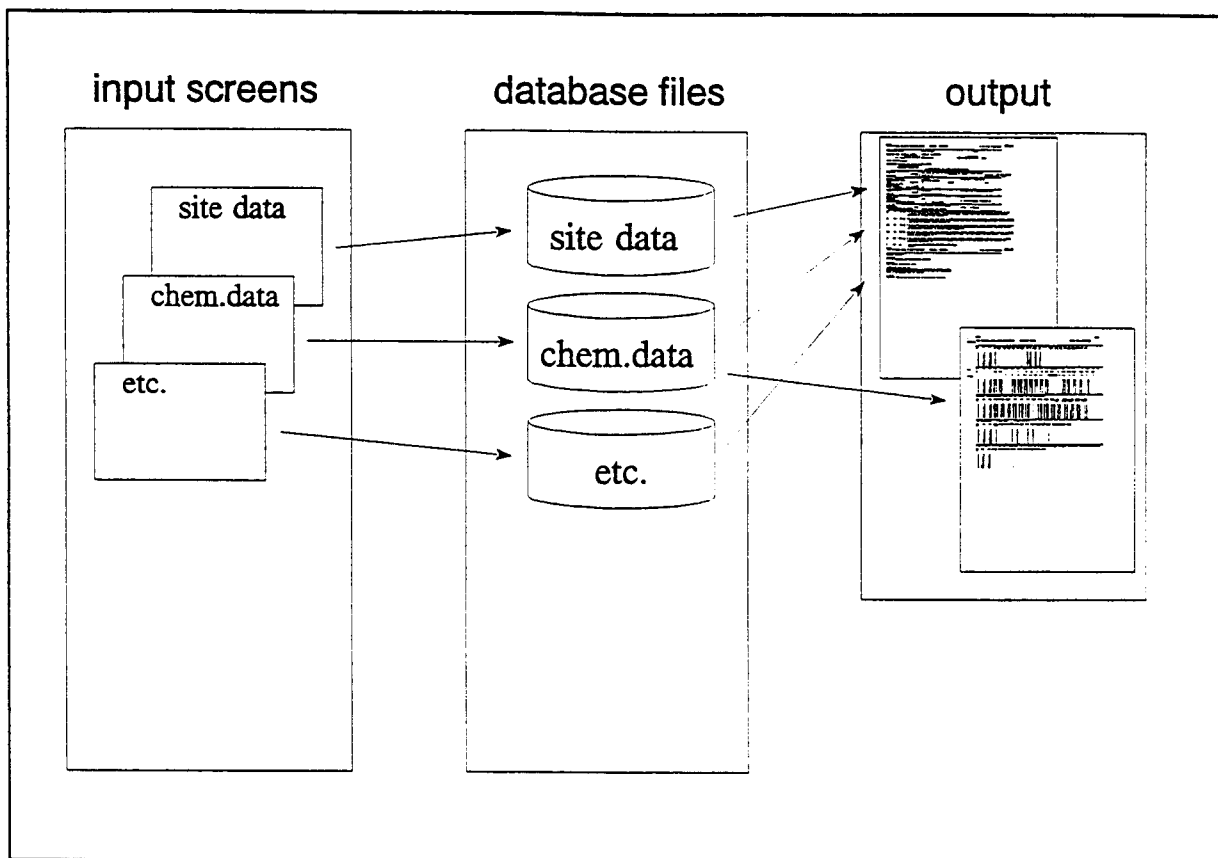 input screens
database files
output
site data
chem.data
etc.
site data
chem.data
etc.